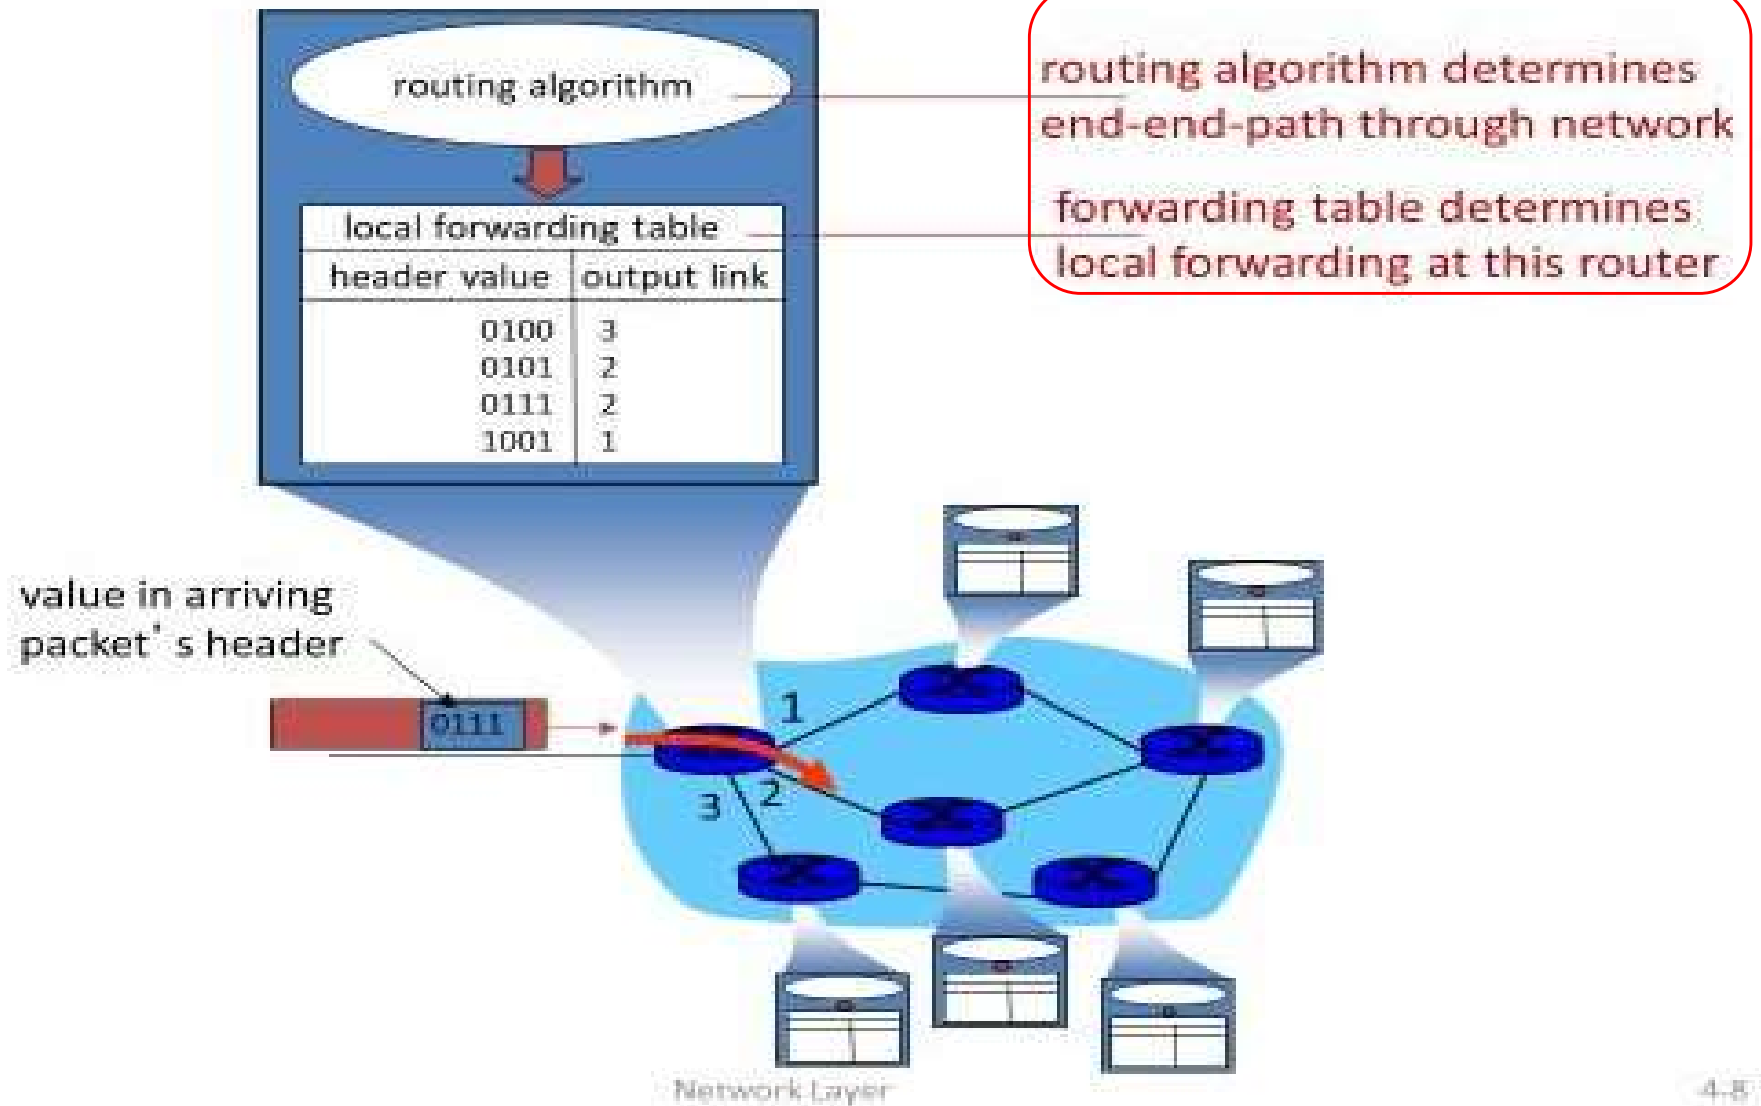 routing algorithm
routing algorithm determines
end-end-path through network
forwarding table determines
local forwarding at this router
local forwarding table
header value output link
0100 3
0101 2
0111 2
1001 1
value in arriving
packet's header
0111
1
2
3
Network Layer
4-8